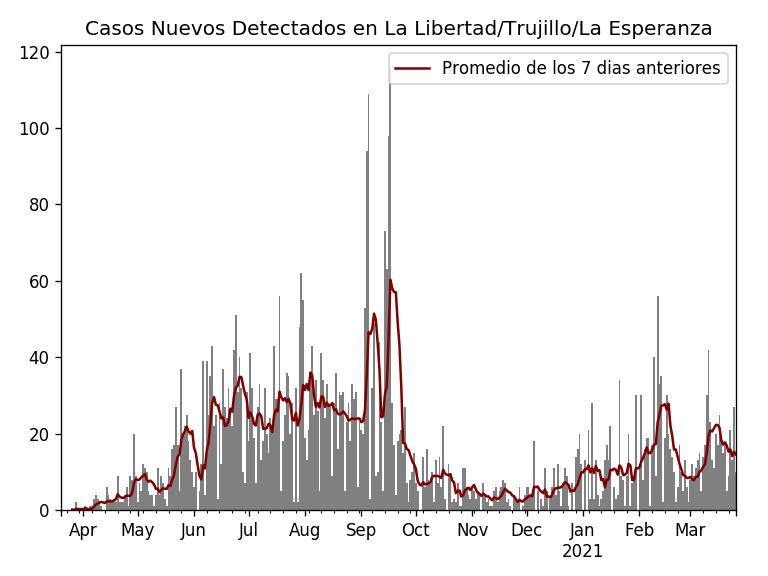 Casos Nuevos Detectados en La Libertad/Trujillo/La Esperanza
Promedio de los 7 dias anteriores
120
100
80
60
40
20
0
Apr May Jun Jul Aug Sep Oct Nov Dec Jan Feb Mar
2021